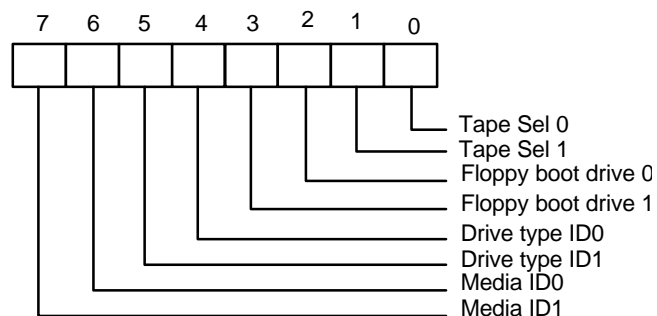 7 6 5 4 3 2 1 0
Tape Sel 0
Tape Sel 1
Floppy boot drive 0
Floppy boot drive 1
Drive type ID0
Drive type ID1
Media ID0
Media ID1